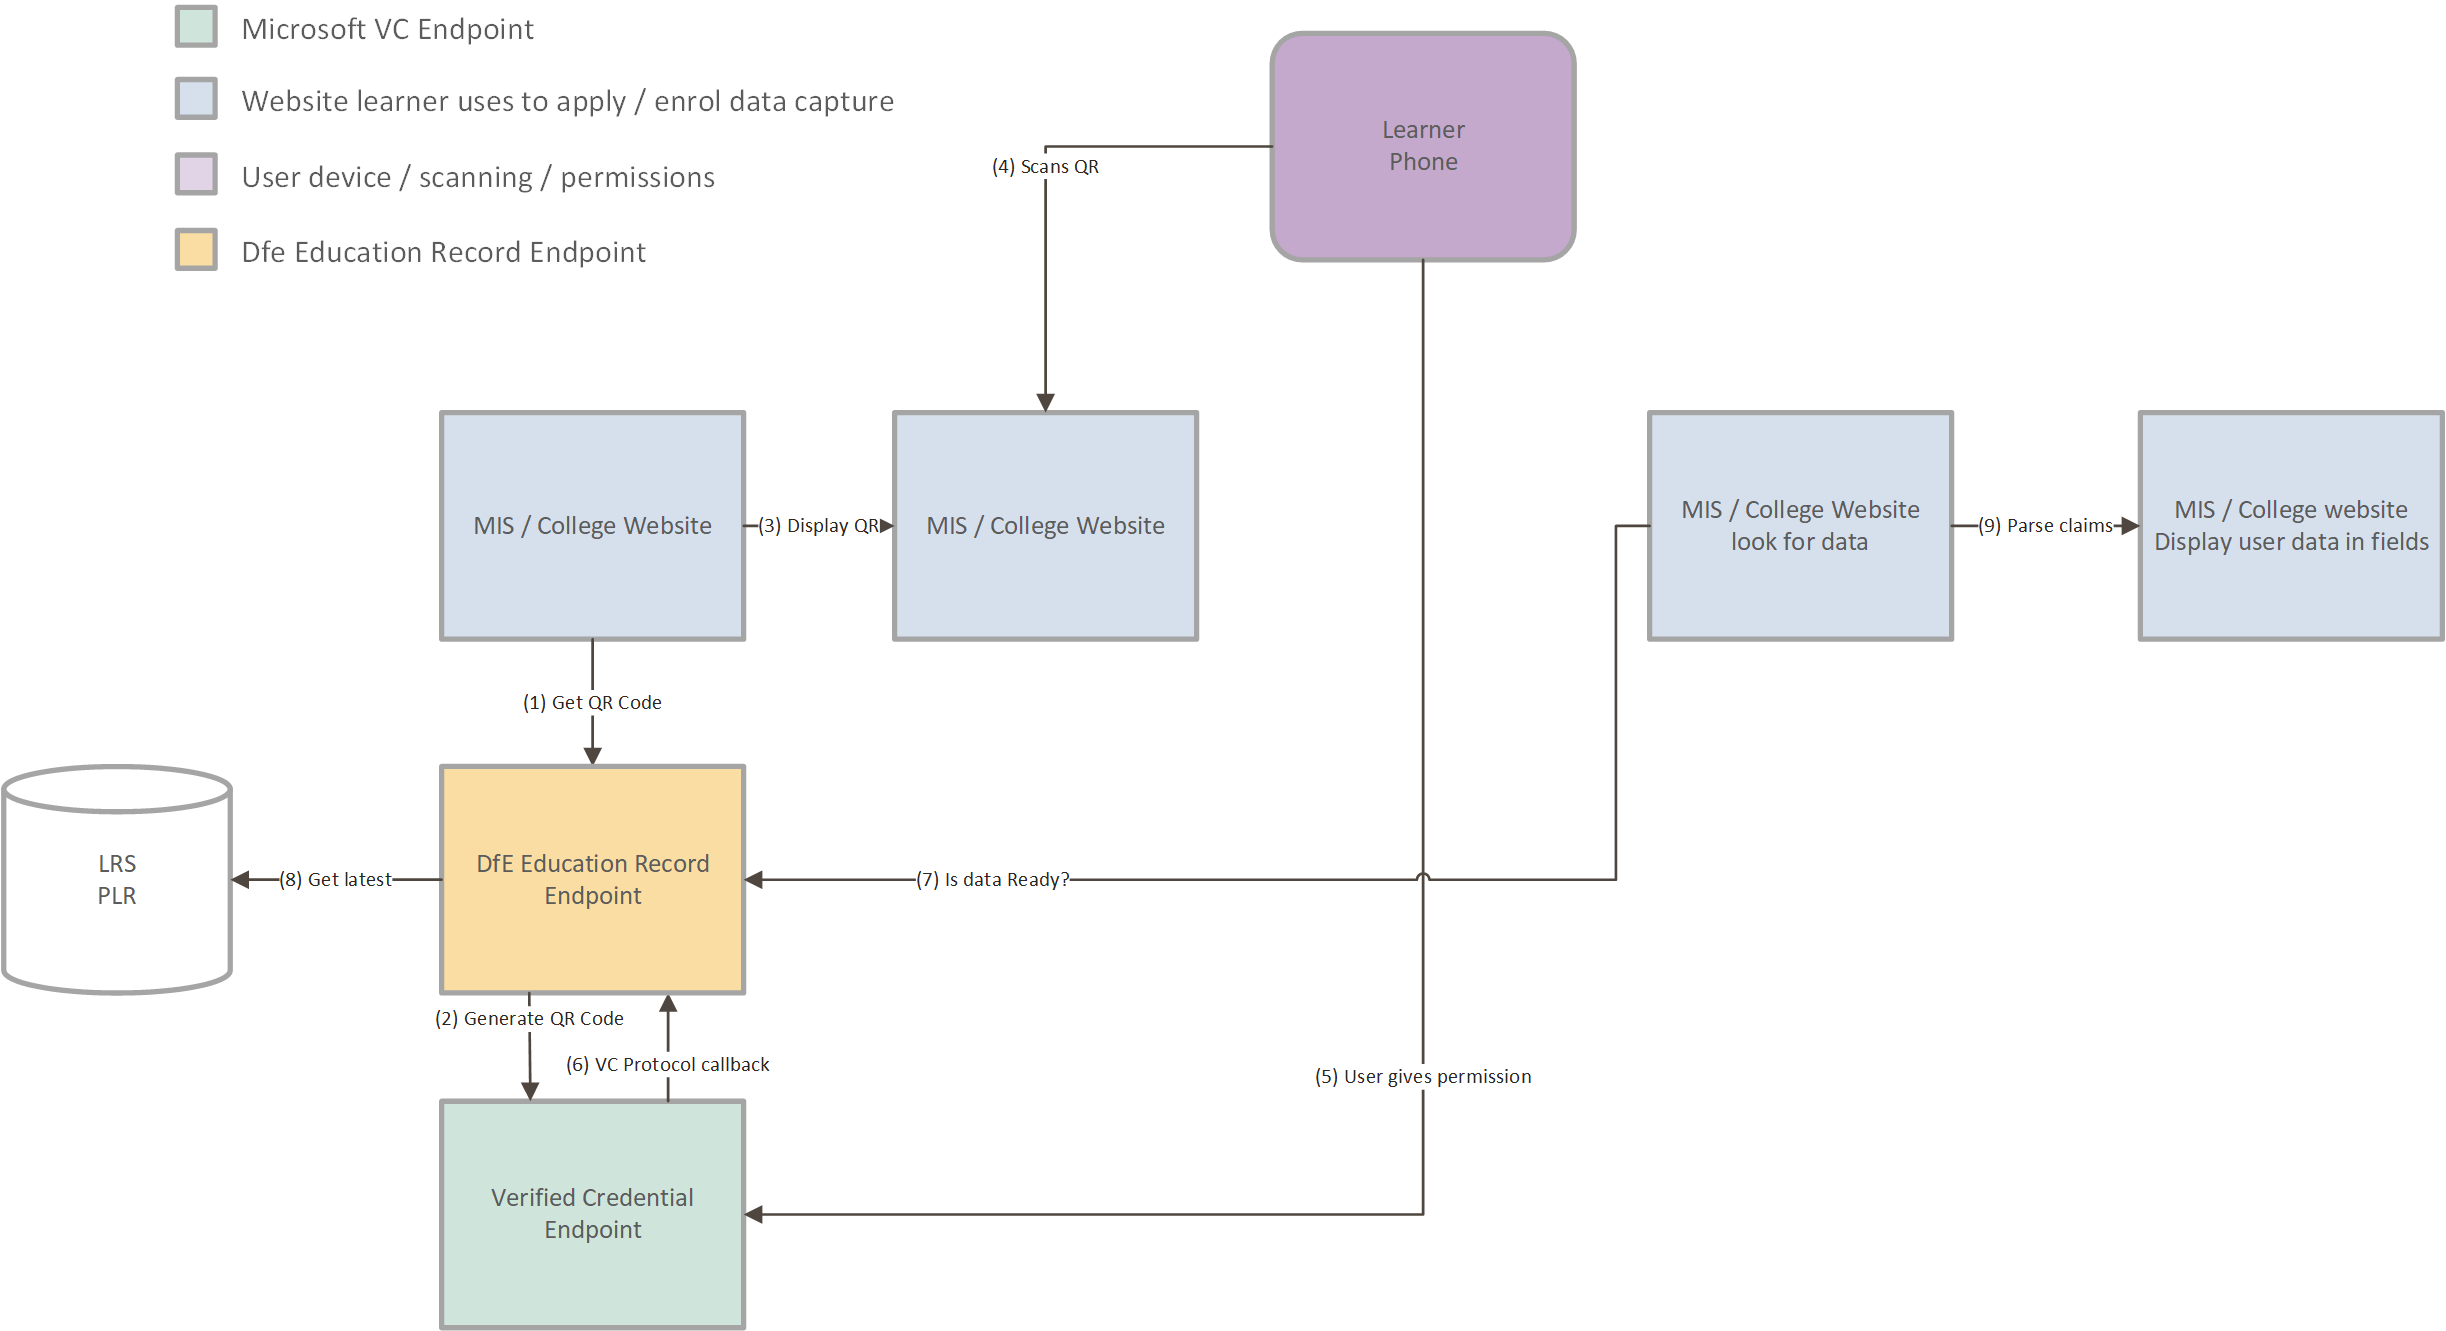 Microsoft VC Endpoint
Website learner uses to apply / enrol data capture
User device / scanning / permissions
Dfe Education Record Endpoint
Learner
Phone
(4) Scans QR
MIS / College Website
(3) Display QR
MIS / College Website
MIS / College Website
look for data
(9) Parse claims
MIS / College website
Display user data in fields
(1) Get QR Code
LRS
PLR
(8) Get latest
DfE Education Record
Endpoint
(7) Is data Ready?
(2) Generate QR Code
(6) VC Protocol callback
(5) User gives permission
Verified Credential
Endpoint